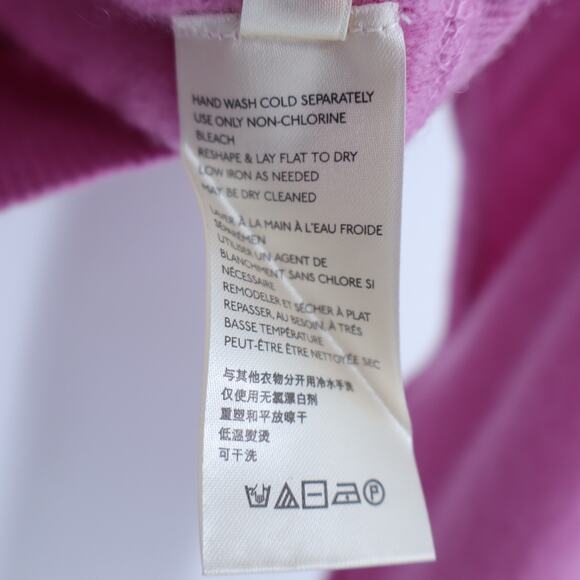 HAND WASH COLD SEPARATELY
USE ONLY NON-CHLORINE
BLEACH
RESHAPE & LAY FLAT TO DRY
LOW IRON AS NEEDED
MAY BE DRY CLEANED
LAVER À LA MAIN À L'EAU FROIDE
SÉPARÉMEN
UTILISER UN AGENT DE
BLANCHIMENT SANS CHLORE SI
NÉCESSAIRE
REMODELER ET SÉCHER À PLAT
REPASSER, AU BESOIN, À TRÉS
BASSE TEMPÉRATURE
PEUT-ÊTRE ÊTRE NETTOYÉE SEC
与其他衣物分开用冷水手洗
仅使用无氯漂白剂
重塑和平放晾干
低温熨烫
可干洗
P